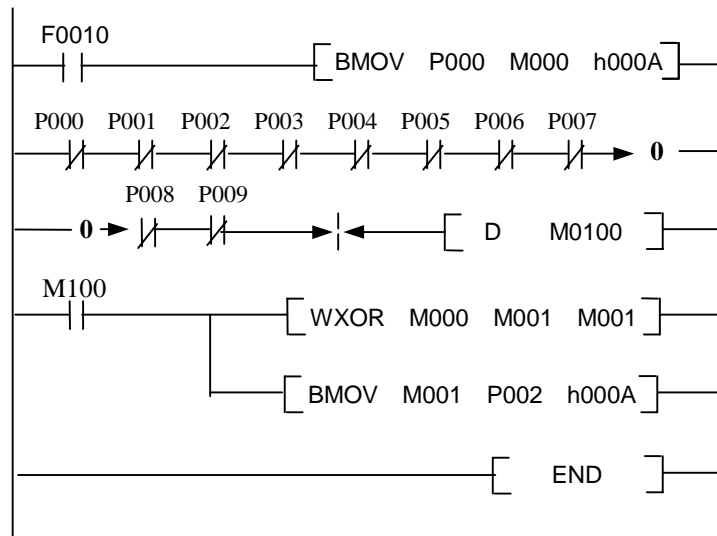 F0010
BMOV P000 M000 h000A
P000 P001 P002 P003 P004 P005 P006 P007
0
P008 P009
0 D M0100
M100
WXOR M000 M001 M001
BMOV M001 P002 h000A
END